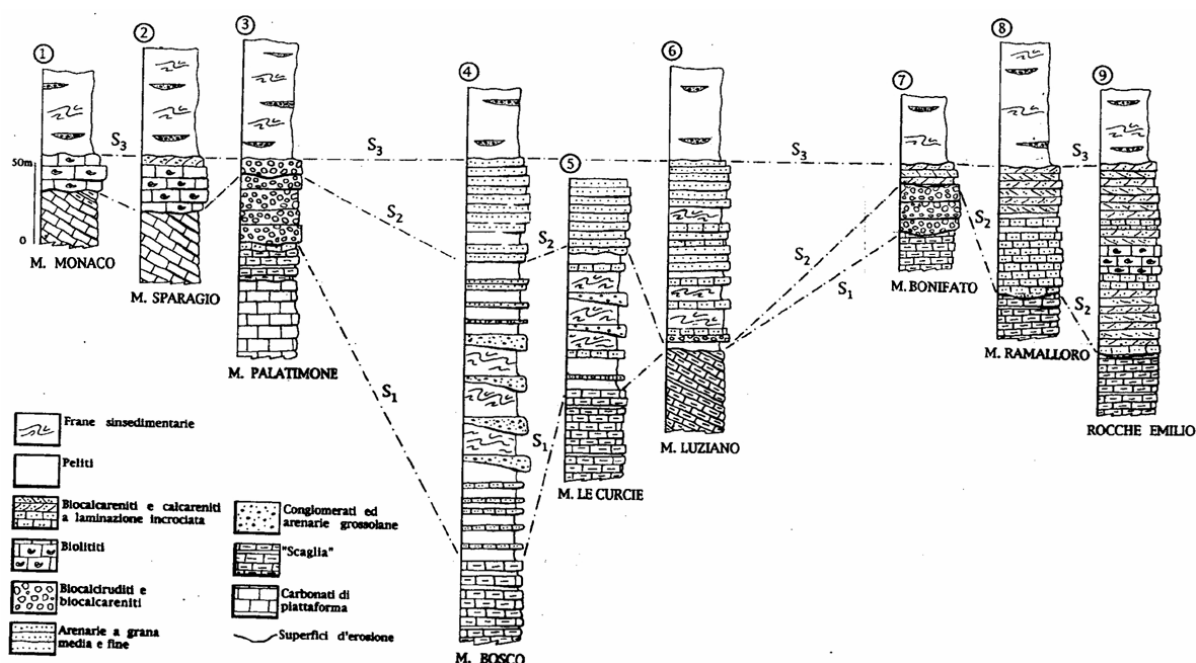 ①
②
③
④
⑤
⑥
⑦
⑧
⑨
50m
0
S3
S3
S3
S3
S2
S2
S2
S2
S2
S1
S1
S1
M. MONACO
M. SPARAGIO
M. PALATIMONE
M. BOSCO
M. LE CURCIE
M. LUZIANO
M. BONIFATO
M. RAMALLORO
ROCCHE EMILIO
Frane sinsedimentarie
Peliti
Biocalcareniti e calcareniti
a laminazione incrociata
Biolititi
Biocalciruditi e
biocalcareniti
Arenarie a grana
media e fine
Conglomerati ed
arenarie grossolane
"Scaglia"
Carbonati di
piattaforma
Superfici d'erosione